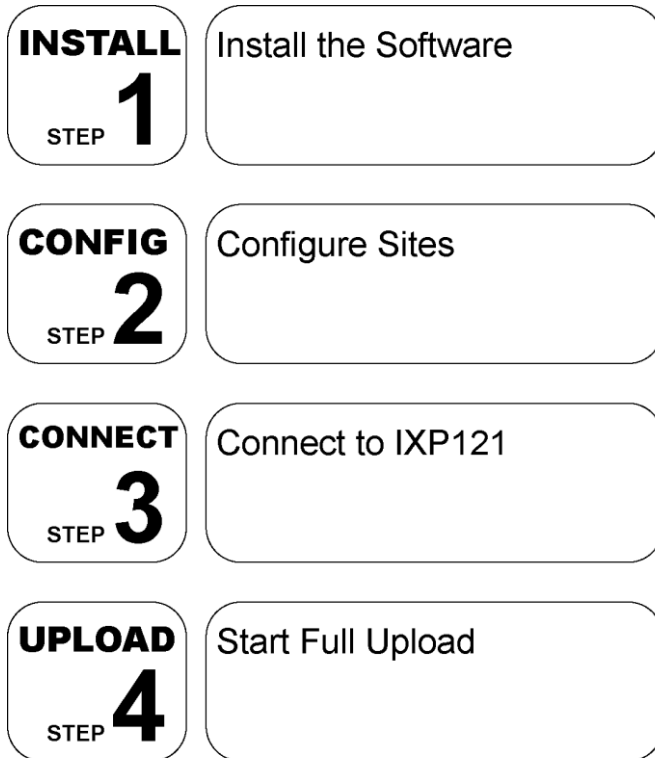 INSTALL
STEP 1
Install the Software
CONFIG
STEP 2
Configure Sites
CONNECT
STEP 3
Connect to IXP121
UPLOAD
STEP 4
Start Full Upload